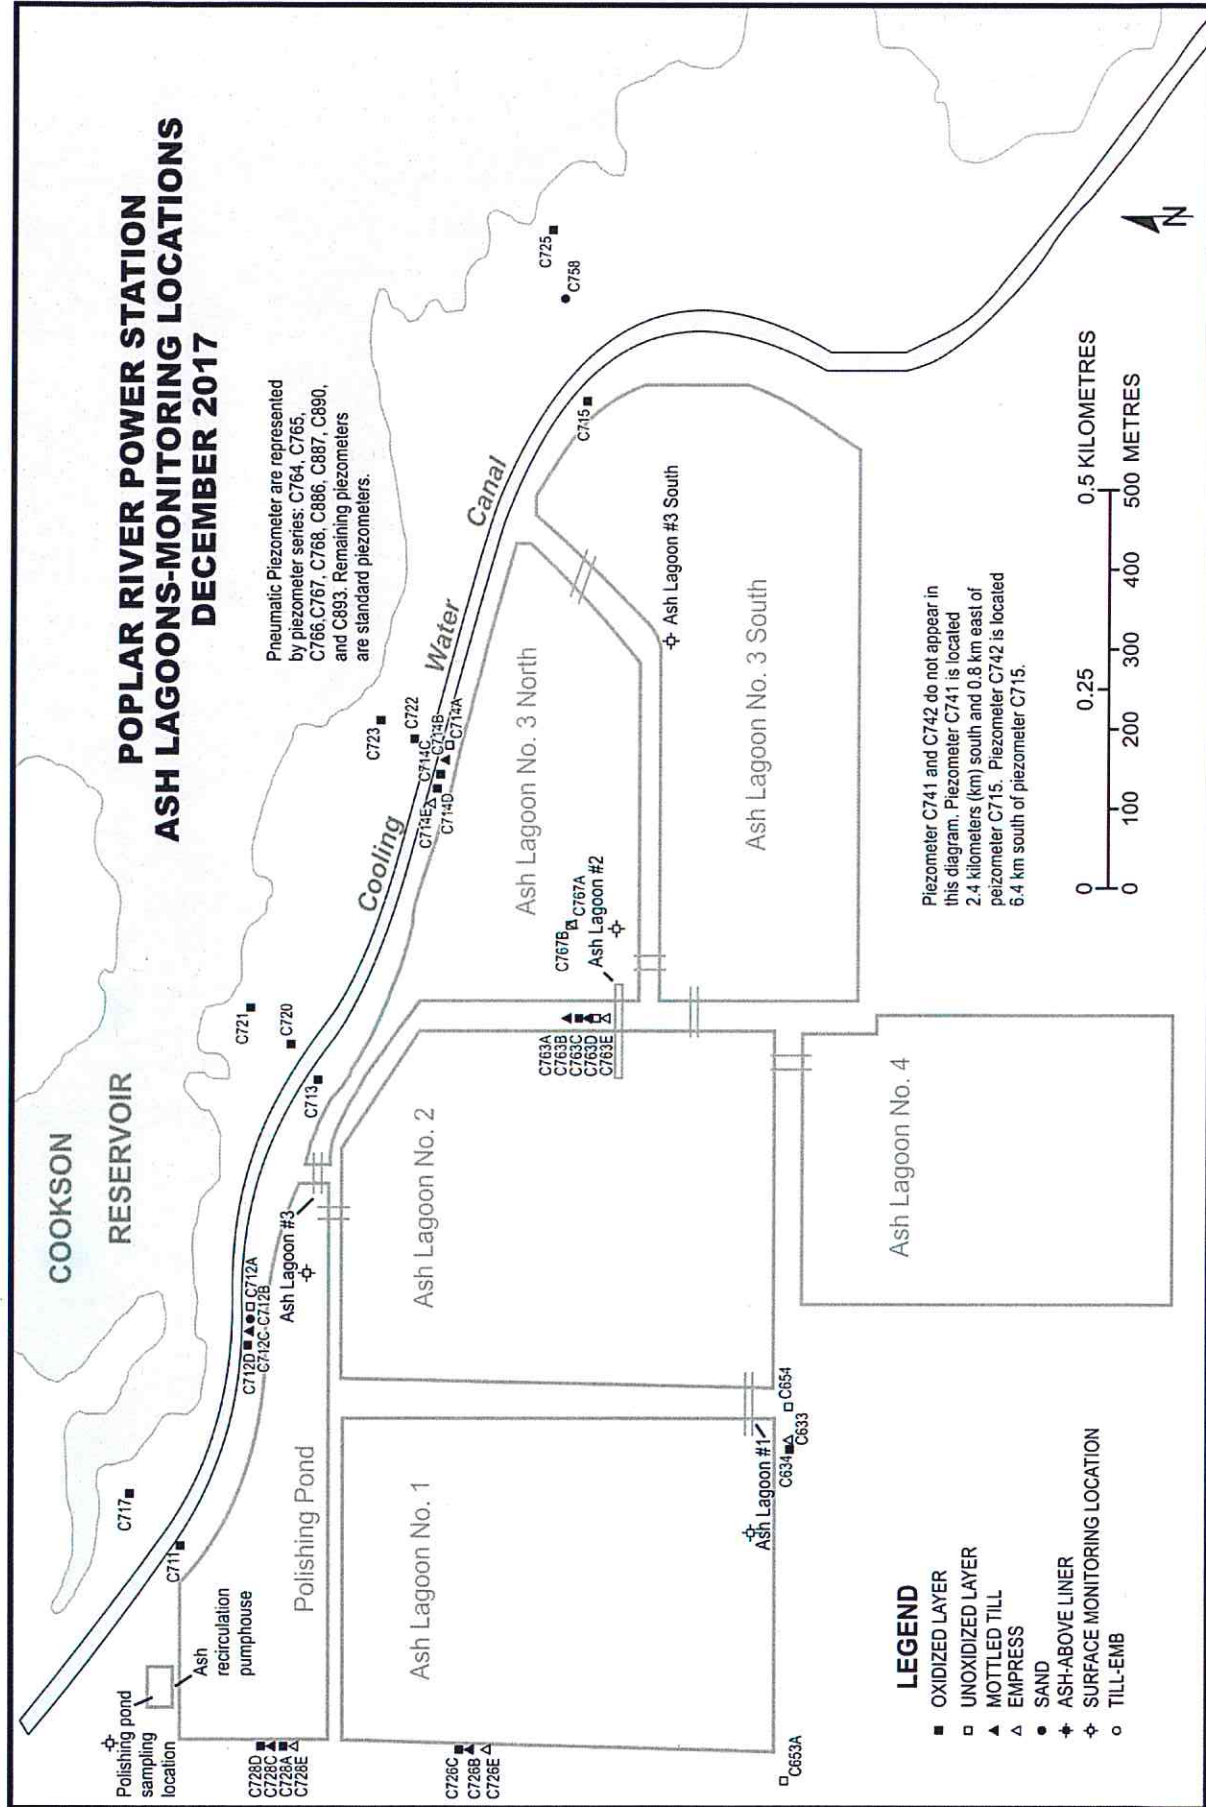 POPLAR RIVER POWER STATION
ASH LAGOONS-MONITORING LOCATIONS
DECEMBER 2017
COOKSON
RESERVOIR
Pneumatic Piezometer are represented
by piezometer series: C764, C765,
C766,C767, C768, C886, C887, C890,
and C893. Remaining piezometers
are standard piezometers.
Polishing pond
sampling
location
Ash
recirculation
pumphouse
C717
C711
C712D
C712A
C712C
C712B
C721
C720
C713
C723
C722
C714C
C714B
C714A
C714E
C714D
C725
C758
C715
Cooling
Water
Canal
C728D
C728C
C728A
C728E
Polishing Pond
Ash Lagoon #3
C726C
C726B
C726E
Ash Lagoon No. 1
Ash Lagoon No. 2
Ash Lagoon No. 3 North
C763A
C763B
C763C
C763D
C763E
C767B
C767A
Ash Lagoon #2
Ash Lagoon #3 South
Ash Lagoon No. 3 South
Ash Lagoon #1
C634
C633
C654
C653A
Ash Lagoon No. 4
LEGEND
OXIDIZED LAYER
UNOXIDIZED LAYER
MOTTLED TILL
EMPRESS
SAND
ASH-ABOVE LINER
SURFACE MONITORING LOCATION
TILL-EMB
Piezometer C741 and C742 do not appear in
this diagram. Piezometer C741 is located
2.4 kilometers (km) south and 0.8 km east of
peizometer C715. Piezometer C742 is located
6.4 km south of piezometer C715.
0 0.25 0.5 KILOMETRES
0 100 200 300 400 500 METRES
N